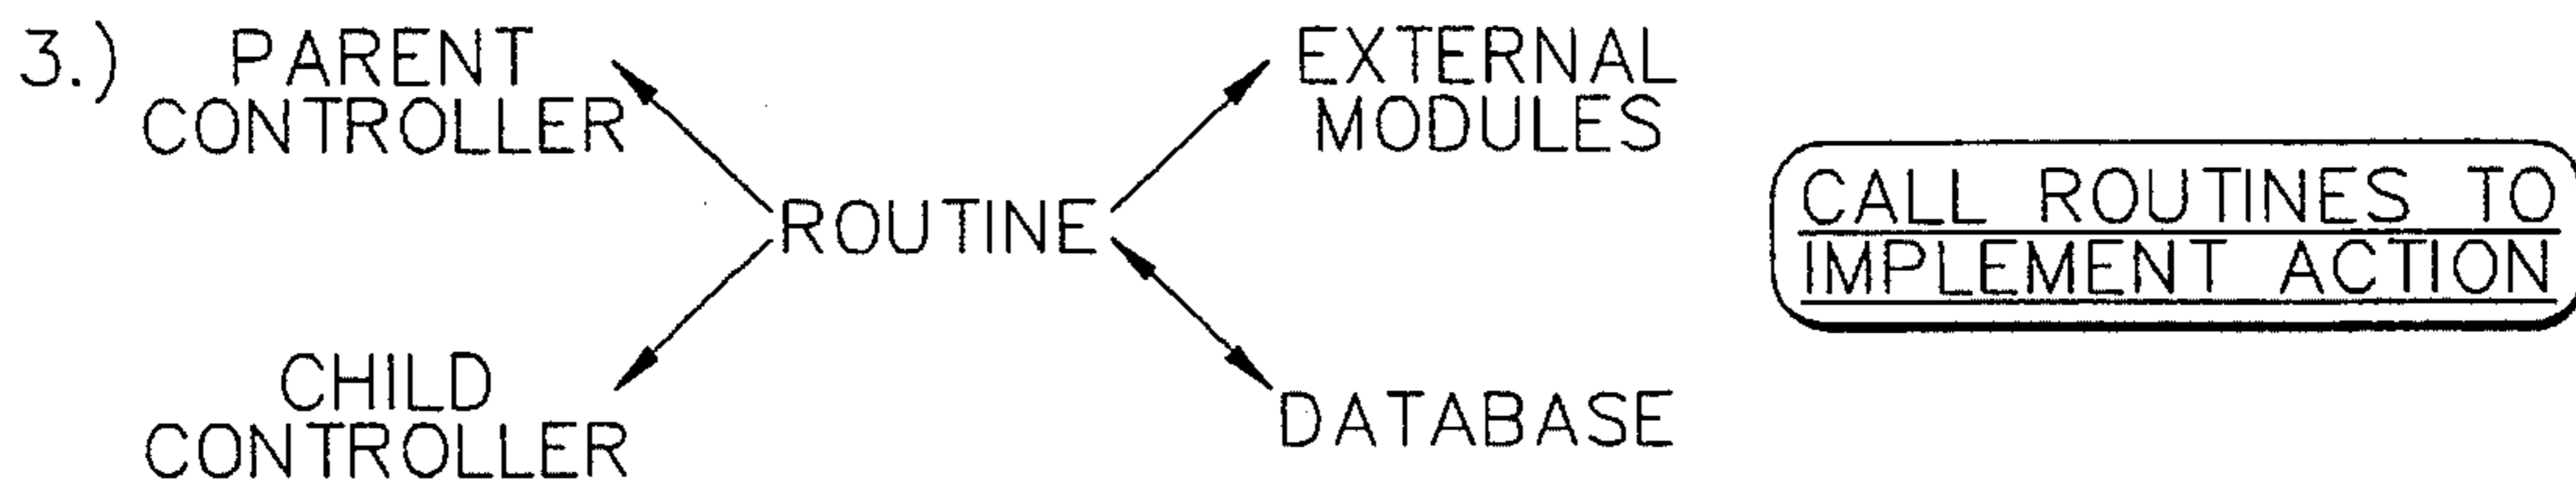 3.) PARENT
CONTROLLER
EXTERNAL
MODULES
ROUTINE
CALL ROUTINES TO
IMPLEMENT ACTION
CHILD
CONTROLLER
DATABASE